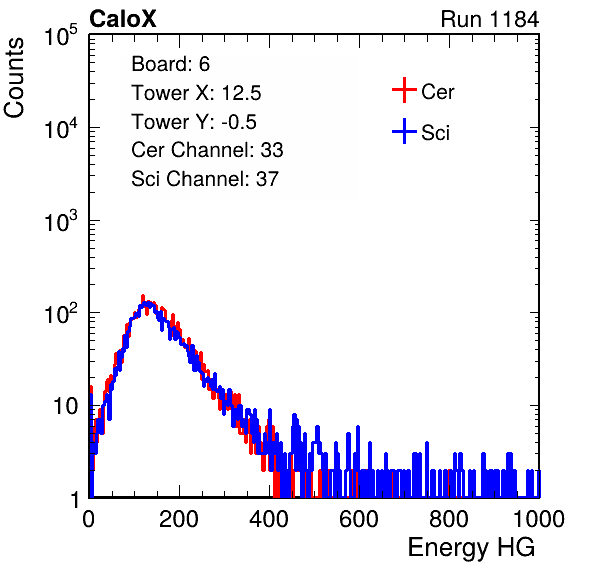 CaloX Run 1184
Counts
Board: 6
Tower X: 12.5
Tower Y: -0.5
Cer Channel: 33
Sci Channel: 37
Cer
Sci
10^5
10^4
10^3
10^2
10
1
0 200 400 600 800 1000
Energy HG